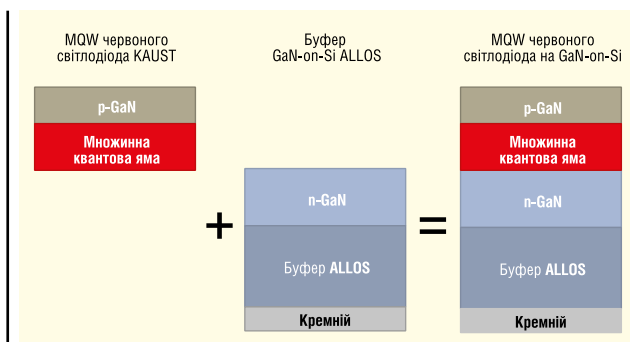 MQW червоного
світлодіода KAUST
p-GaN
Множинна
квантова яма
+
Буфер
GaN-on-Si ALLOS
n-GaN
Буфер ALLOS
Кремній
=
MQW червоного
світлодіода на GaN-on-Si
p-GaN
Множинна
квантова яма
n-GaN
Буфер ALLOS
Кремній